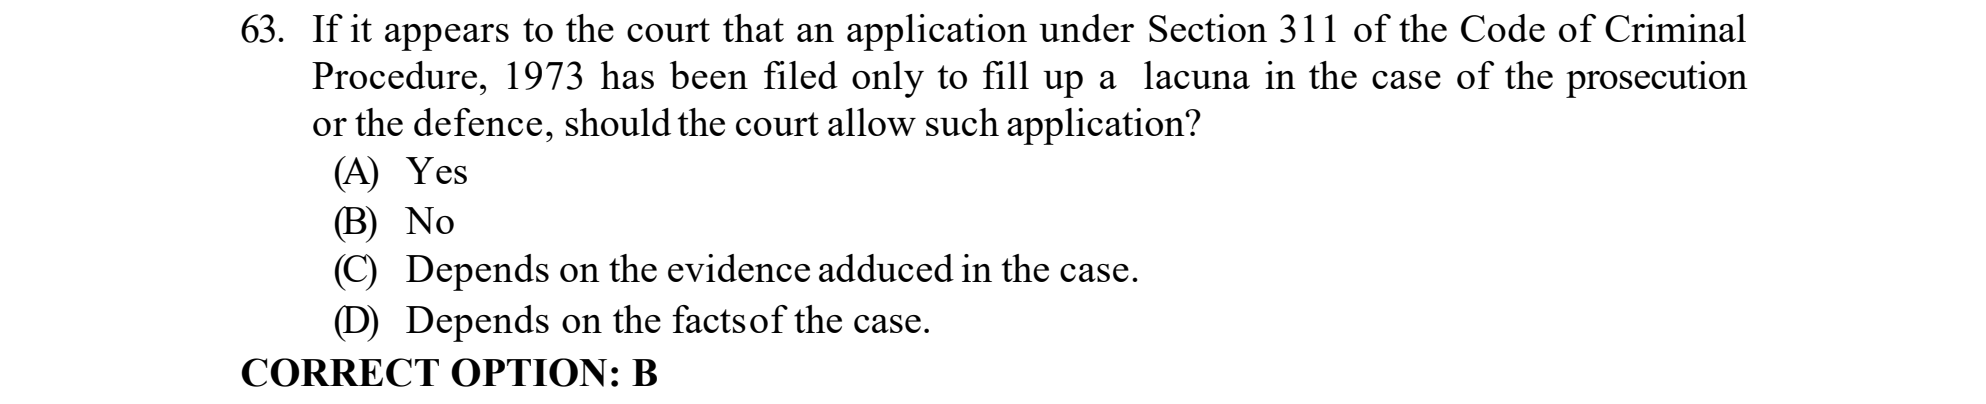 63. If it appears to the court that an application under Section 311 of the Code of Criminal
Procedure, 1973 has been filed only to fill up a lacuna in the case of the prosecution
or the defence, should the court allow such application?
(A) Yes
(B) No
(C) Depends on the evidence adduced in the case.
(D) Depends on the facts of the case.
CORRECT OPTION: B